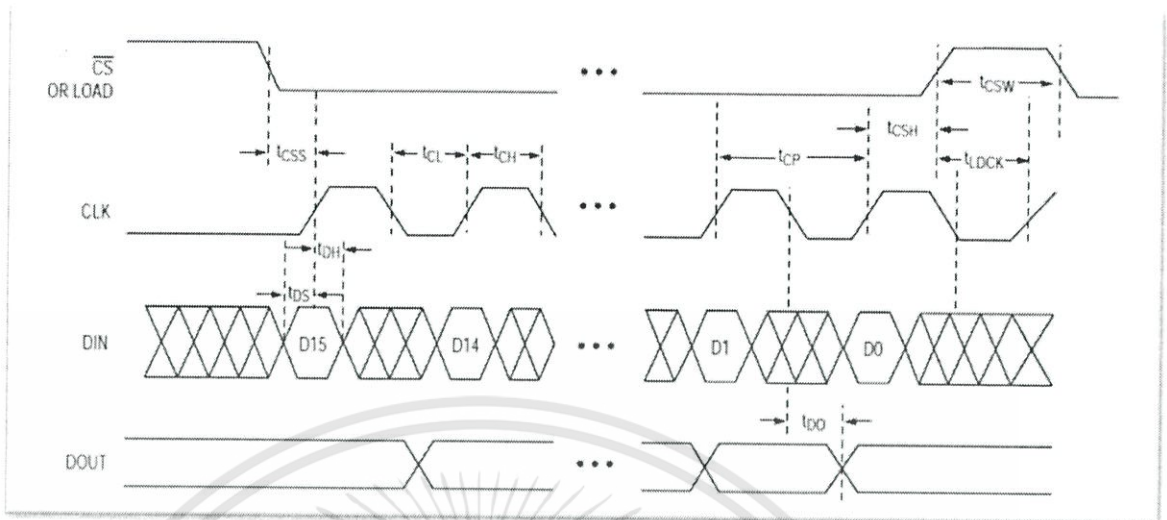 CS
OR LOAD
•••
tCSW
tCSH
tCSS
tCL
tCH
tCP
tLDCK
CLK
•••
tDH
tDS
DIN
D15
D14
•••
D1
D0
tDO
DOUT
•••